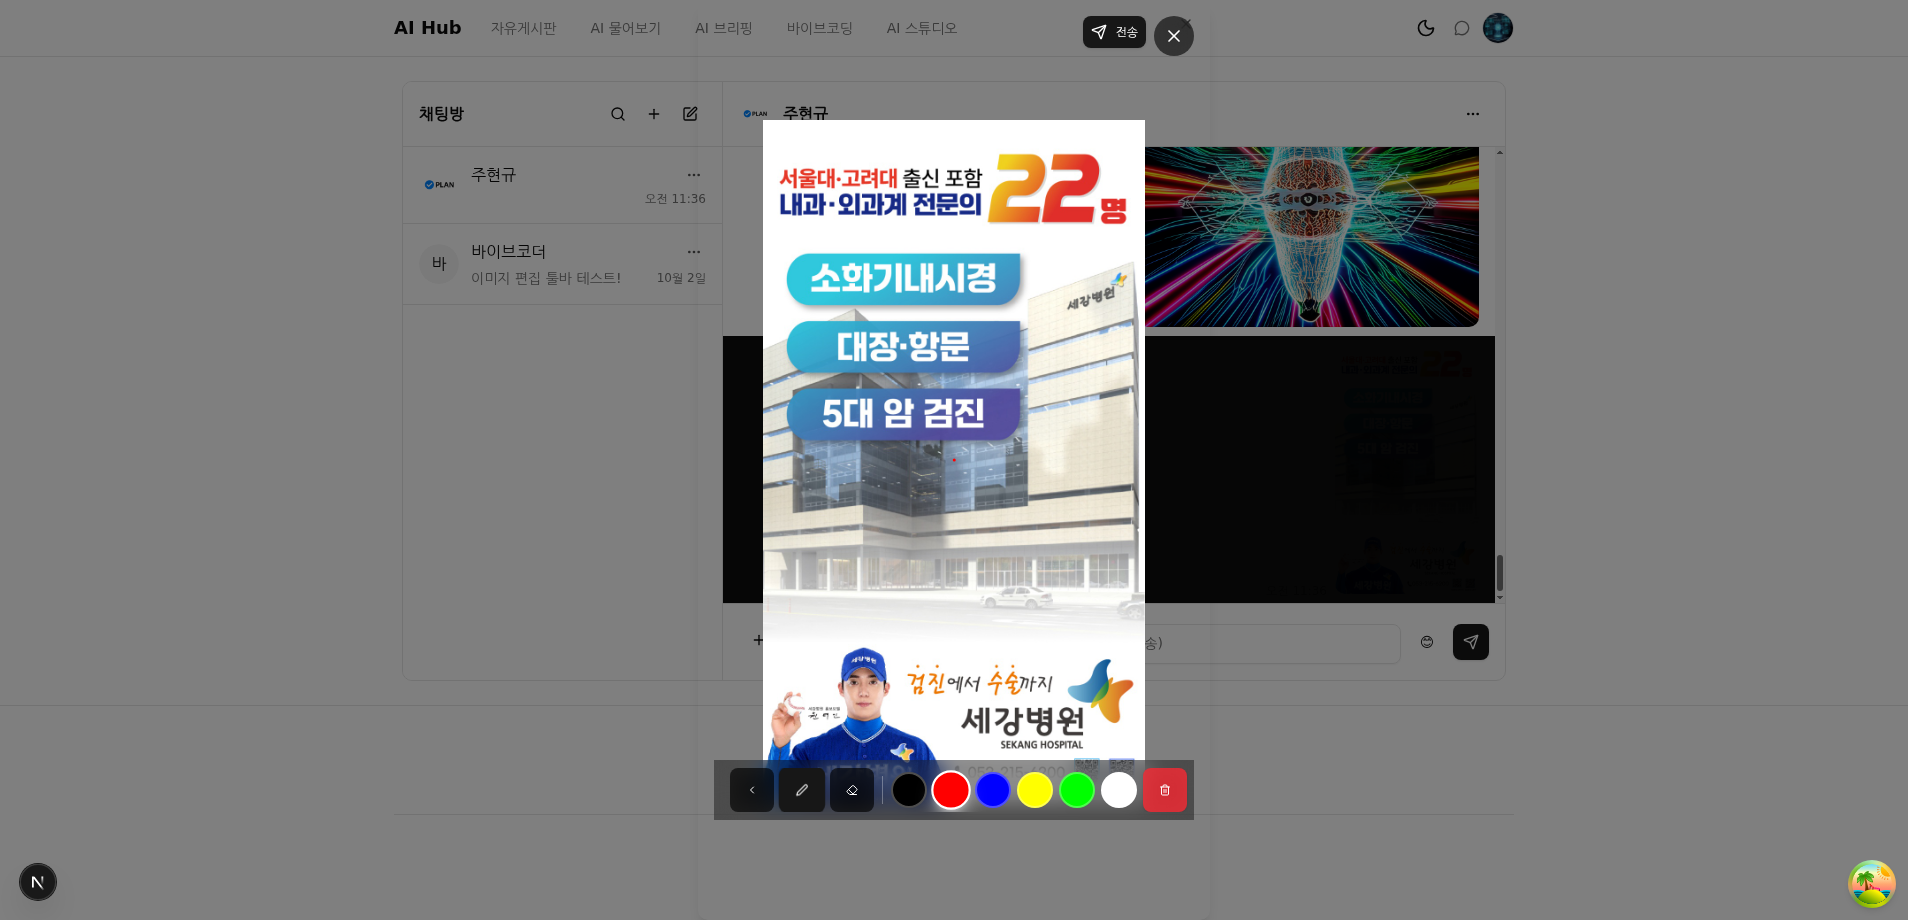 AI Hub
자유게시판
AI 물어보기
AI 브리핑
바이브코딩
AI 스튜디오
전송
채팅방
PLAN
주현규
오전 11:36
바
바이브코더
이미지 편집 툴바 테스트!
10월 2일
PLAN
주현규
서울대·고려대 출신 포함
내과·외과계 전문의
22명
소화기내시경
대장·항문
5대 암 검진
세강병원
세강병원
검진에서 수술까지
세강병원
SEKANG HOSPITAL
송)
N